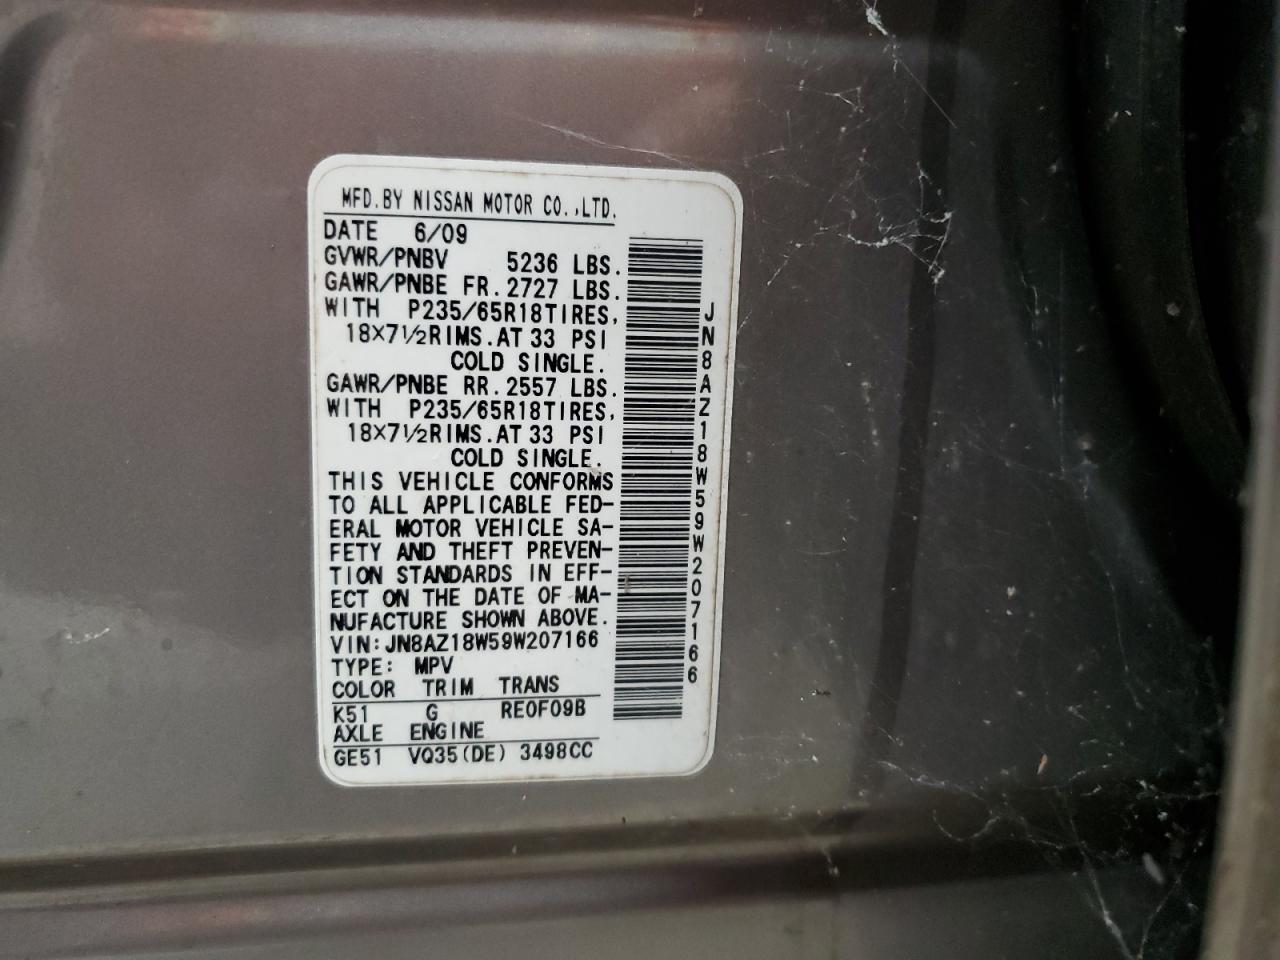 MFD.BY NISSAN MOTOR CO.,LTD.
DATE 6/09
GVWR/PNBV 5236 LBS.
GAWR/PNBE FR.2727 LBS.
WITH P235/65R18TIRES,
18X7½RIMS.AT 33 PSI
COLD SINGLE.
GAWR/PNBE RR.2557 LBS.
WITH P235/65R18TIRES,
18X7½RIMS.AT 33 PSI
COLD SINGLE.
THIS VEHICLE CONFORMS
TO ALL APPLICABLE FED-
ERAL MOTOR VEHICLE SA-
FETY AND THEFT PREVEN-
TION STANDARDS IN EFF-
ECT ON THE DATE OF MA-
NUFACTURE SHOWN ABOVE.
VIN:JN8AZ18W59W207166
TYPE: MPV
COLOR TRIM TRANS
K51 G RE0F09B
AXLE ENGINE
GE51 VQ35(DE) 3498CC
JN8AZ18W59W207166